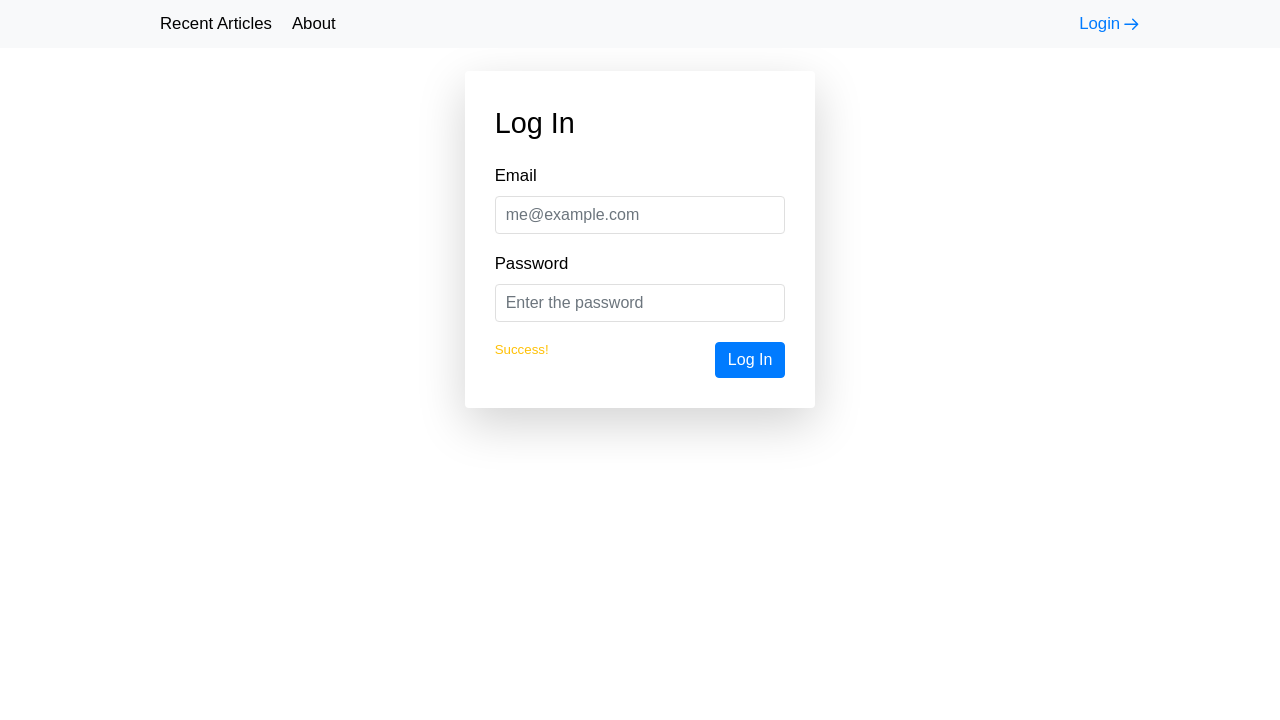 Recent Articles About Login
Log In
Email
me@example.com
Password
Enter the password
Success! Log In